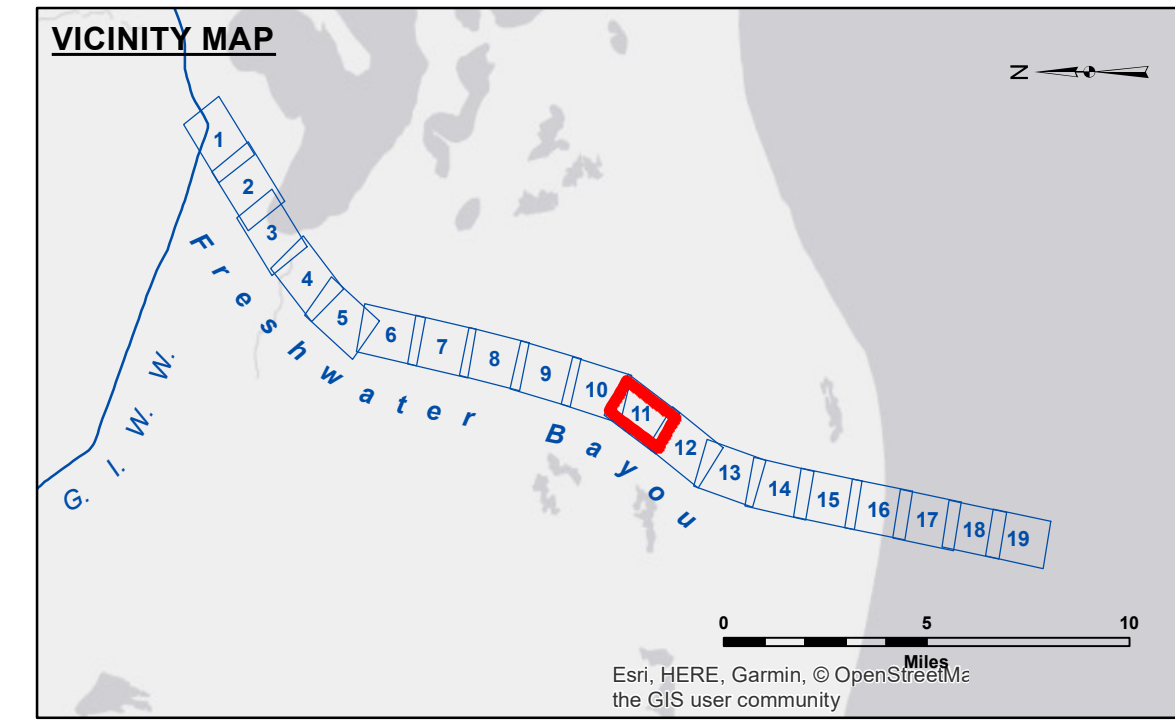 VICINITY MAP
N
1
2
3
4
5
6
7
8
9
10
11
12
13
14
15
16
17
18
19
Freshwater Bayou
G. I. W. W.
0 5 10
Miles
Esri, HERE, Garmin, © OpenStreetMa
the GIS user community